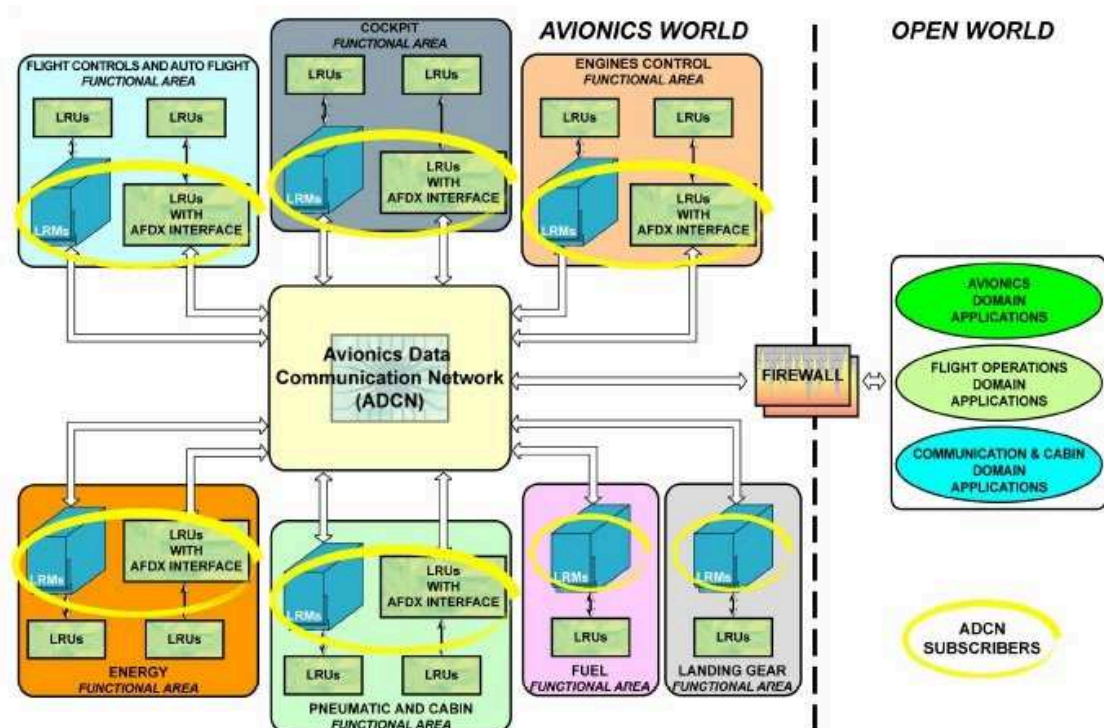 AVIONICS WORLD
OPEN WORLD
FLIGHT CONTROLS AND AUTO FLIGHT
FUNCTIONAL AREA
LRUs
LRUs
LRMs
LRUs
WITH
AFDX INTERFACE
COCKPIT
FUNCTIONAL AREA
LRUs
LRUs
LRMs
LRUs
WITH
AFDX INTERFACE
ENGINES CONTROL
FUNCTIONAL AREA
LRUs
LRUs
LRMs
LRUs
WITH
AFDX INTERFACE
Avionics Data
Communication Network
(ADCN)
FIREWALL
AVIONICS
DOMAIN
APPLICATIONS
FLIGHT OPERATIONS
DOMAIN
APPLICATIONS
COMMUNICATION & CABIN
DOMAIN
APPLICATIONS
LRMs
LRUs
WITH
AFDX INTERFACE
LRUs
LRUs
ENERGY
FUNCTIONAL AREA
LRMs
LRUs
WITH
AFDX INTERFACE
LRUs
LRUs
PNEUMATIC AND CABIN
FUNCTIONAL AREA
LRMs
LRUs
FUEL
FUNCTIONAL AREA
LRMs
LRUs
LANDING GEAR
FUNCTIONAL AREA
ADCN
SUBSCRIBERS